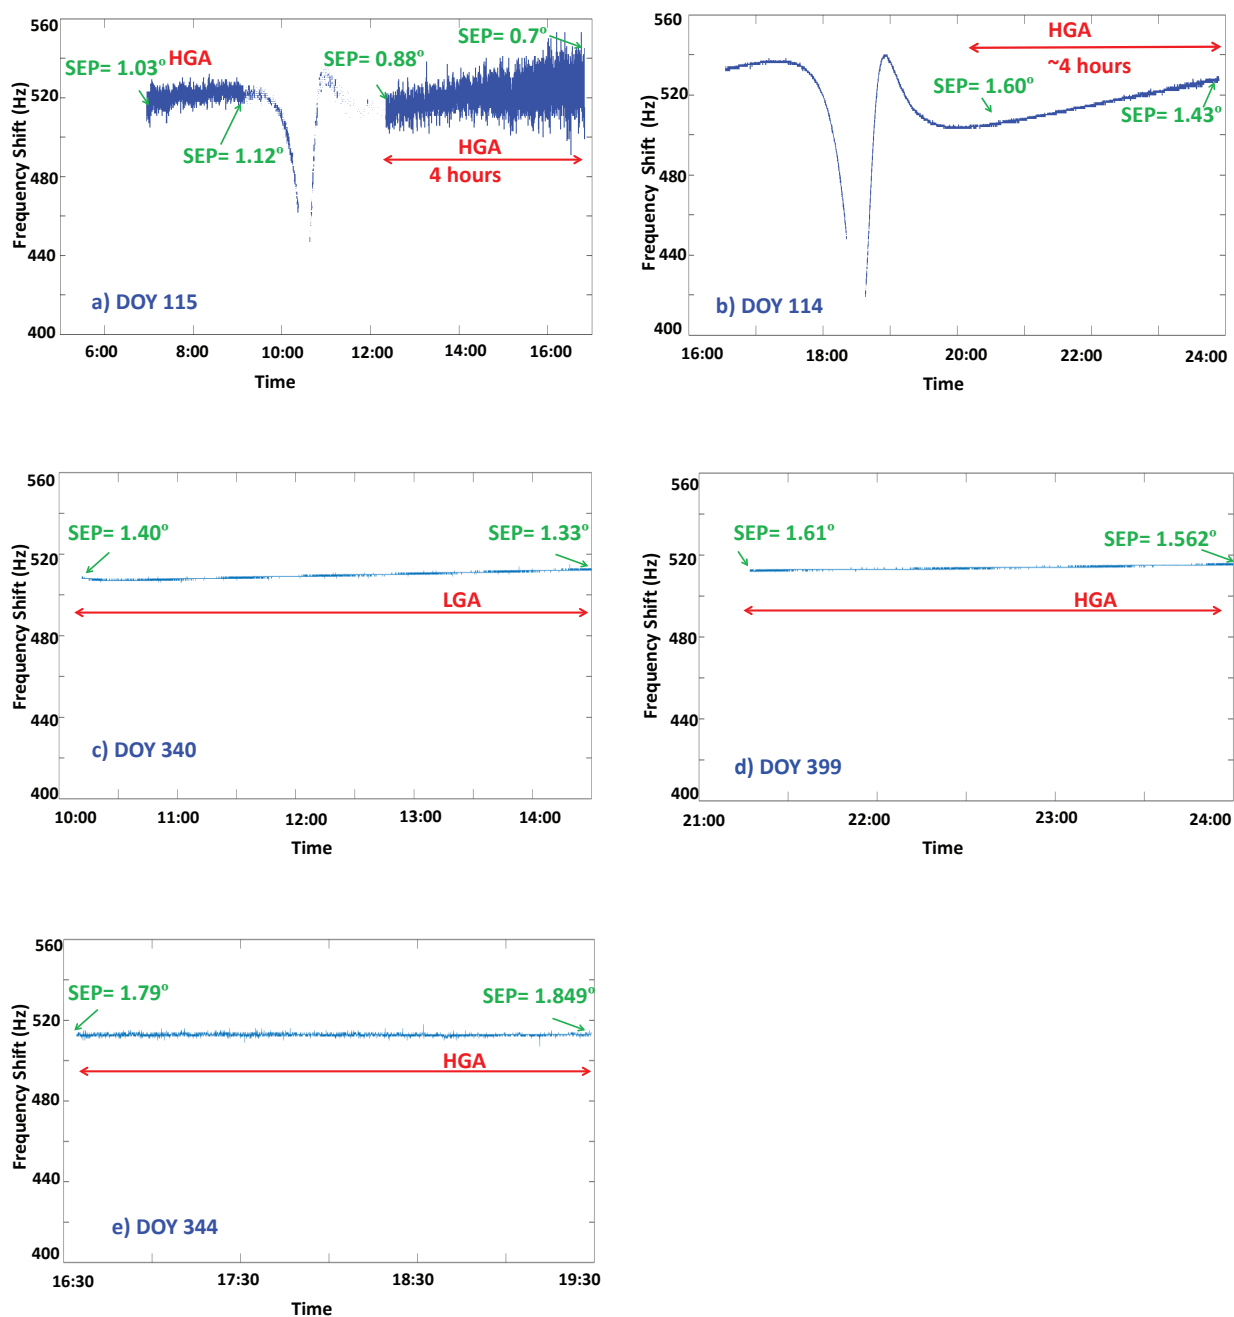 560
520
480
440
400
Frequency Shift (Hz)
SEP= 1.03°
HGA
SEP= 1.12°
SEP= 0.88°
SEP= 0.7°
HGA
4 hours
a) DOY 115
6:00 8:00 10:00 12:00 14:00 16:00
Time
560
520
480
440
400
Frequency Shift (Hz)
HGA
~4 hours
SEP= 1.60°
SEP= 1.43°
b) DOY 114
16:00 18:00 20:00 22:00 24:00
Time
560
520
480
440
400
Frequency Shift (Hz)
SEP= 1.40°
SEP= 1.33°
LGA
c) DOY 340
10:00 11:00 12:00 13:00 14:00
Time
560
520
480
440
400
Frequency Shift (Hz)
SEP= 1.61°
SEP= 1.562°
HGA
d) DOY 399
21:00 22:00 23:00 24:00
Time
560
520
480
440
400
Frequency Shift (Hz)
SEP= 1.79°
SEP= 1.849°
HGA
e) DOY 344
16:30 17:30 18:30 19:30
Time